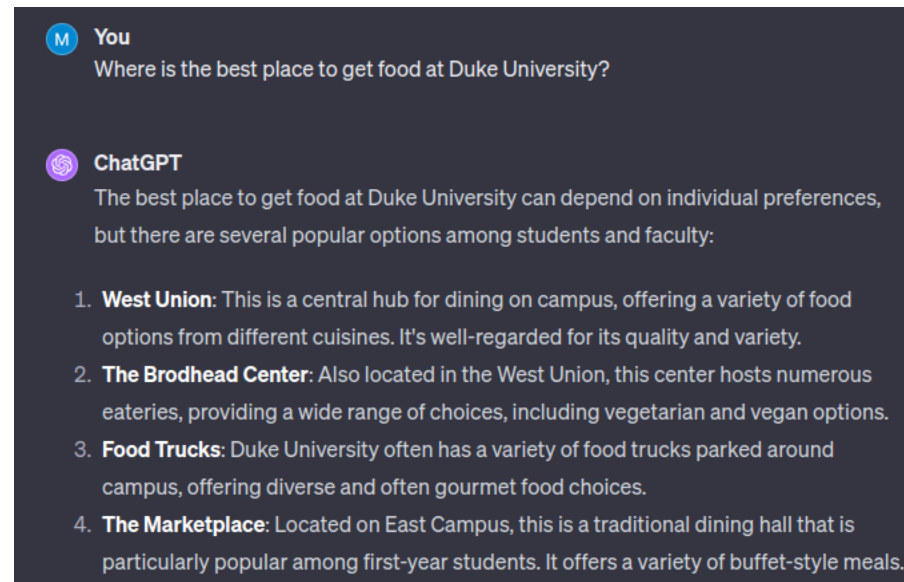 M
You
Where is the best place to get food at Duke University?
ChatGPT
The best place to get food at Duke University can depend on individual preferences,
but there are several popular options among students and faculty:
1. West Union: This is a central hub for dining on campus, offering a variety of food
options from different cuisines. It's well-regarded for its quality and variety.
2. The Brodhead Center: Also located in the West Union, this center hosts numerous
eateries, providing a wide range of choices, including vegetarian and vegan options.
3. Food Trucks: Duke University often has a variety of food trucks parked around
campus, offering diverse and often gourmet food choices.
4. The Marketplace: Located on East Campus, this is a traditional dining hall that is
particularly popular among first-year students. It offers a variety of buffet-style meals.